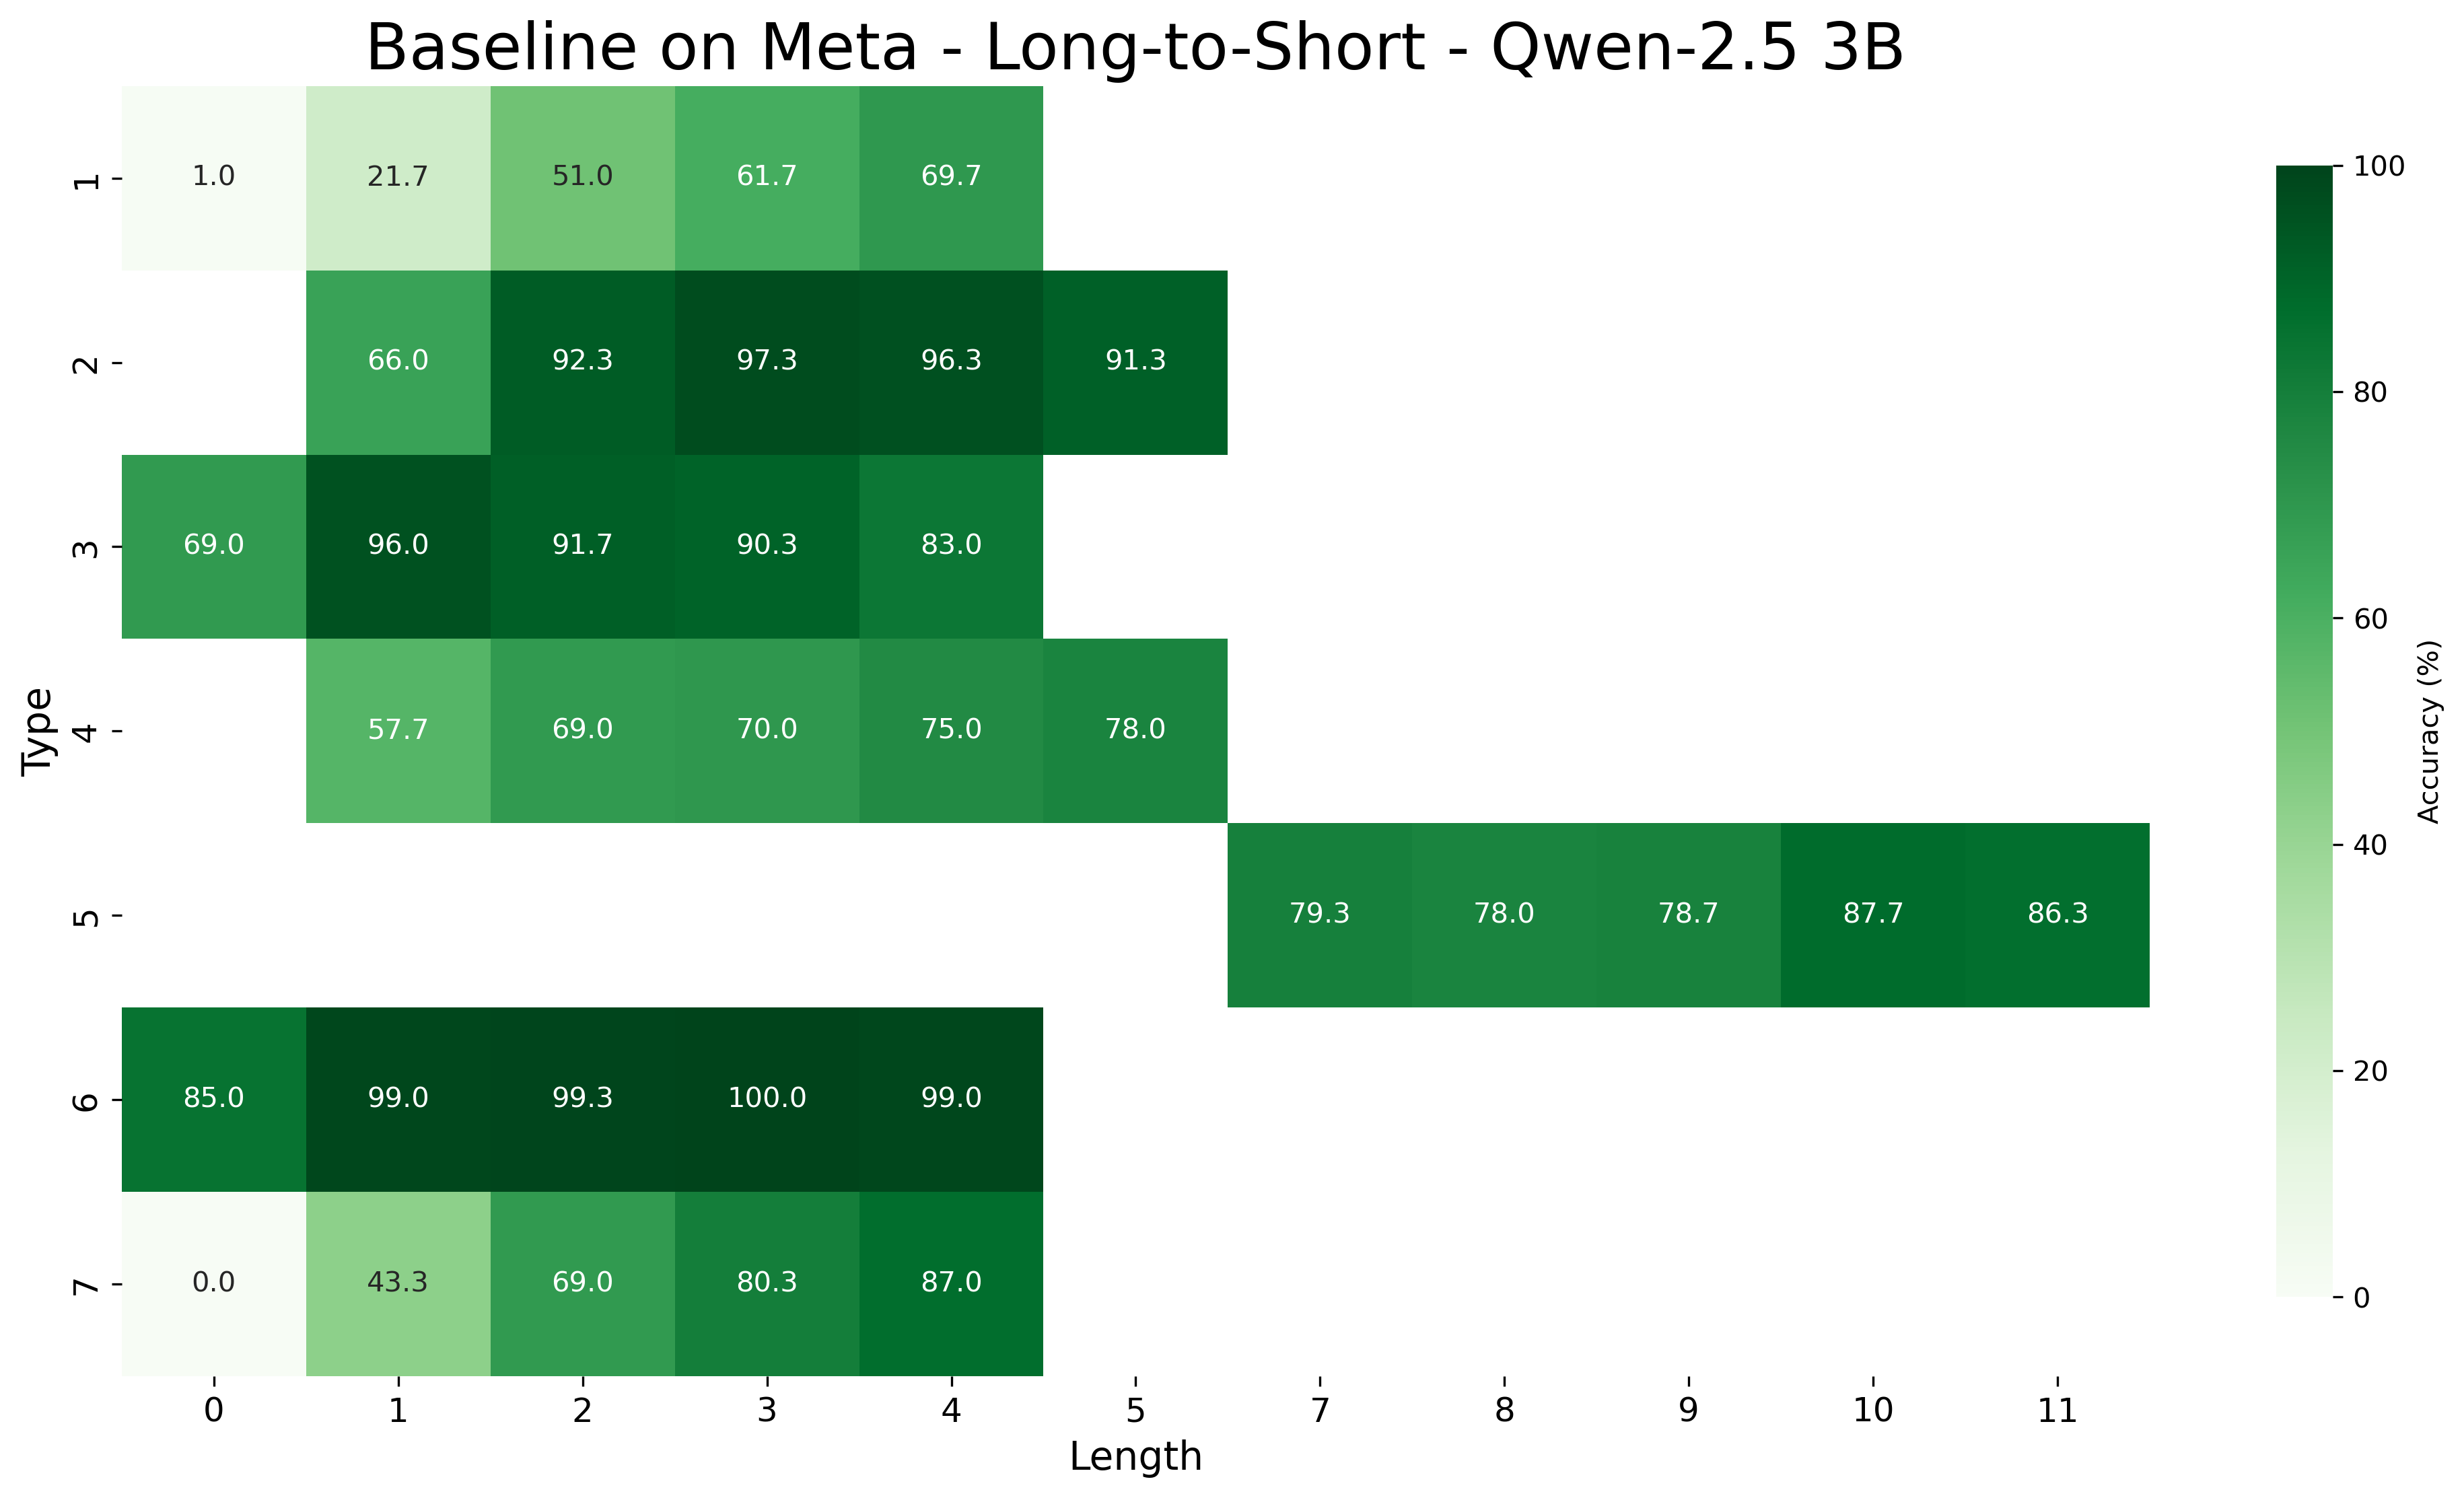 Baseline on Meta - Long-to-Short - Qwen-2.5 3B
Type
1
1.0 21.7 51.0 61.7 69.7
2
66.0 92.3 97.3 96.3 91.3
3
69.0 96.0 91.7 90.3 83.0
4
57.7 69.0 70.0 75.0 78.0
5
79.3 78.0 78.7 87.7 86.3
6
85.0 99.0 99.3 100.0 99.0
7
0.0 43.3 69.0 80.3 87.0
0 1 2 3 4 5 7 8 9 10 11
Length
100
80
60
40
20
0
Accuracy (%)